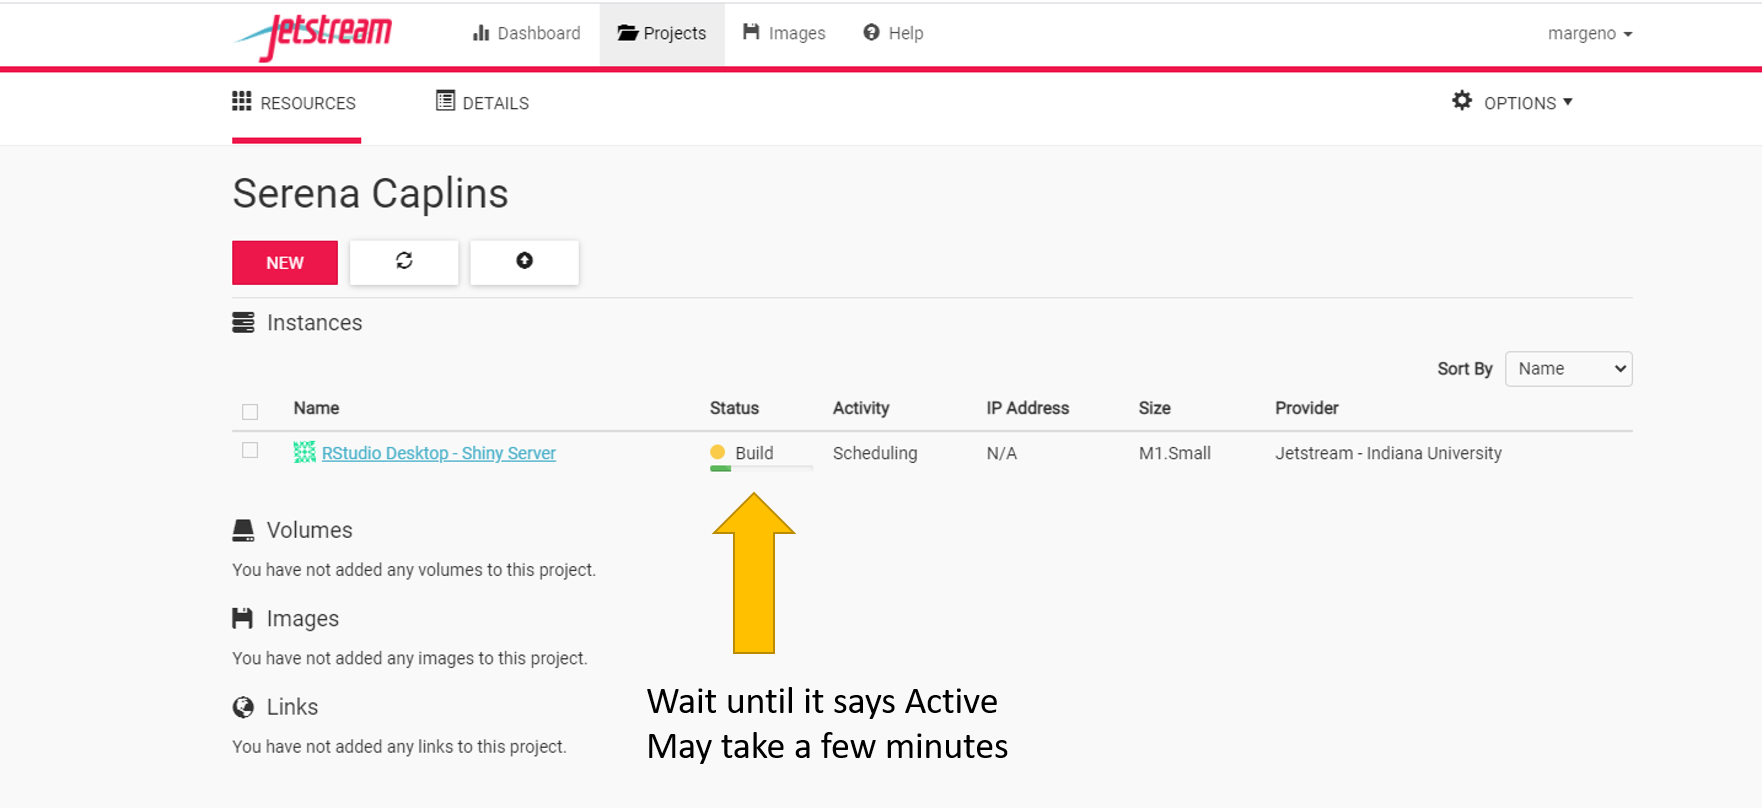 Jetstream Dashboard Projects Images Help margeno
RESOURCES DETAILS OPTIONS
Serena Caplins
NEW
Instances
Sort By Name
Name Status Activity IP Address Size Provider
RStudio Desktop - Shiny Server Build Scheduling N/A M1.Small Jetstream - Indiana University
Volumes
You have not added any volumes to this project.
Images
You have not added any images to this project.
Links
You have not added any links to this project.
Wait until it says Active
May take a few minutes